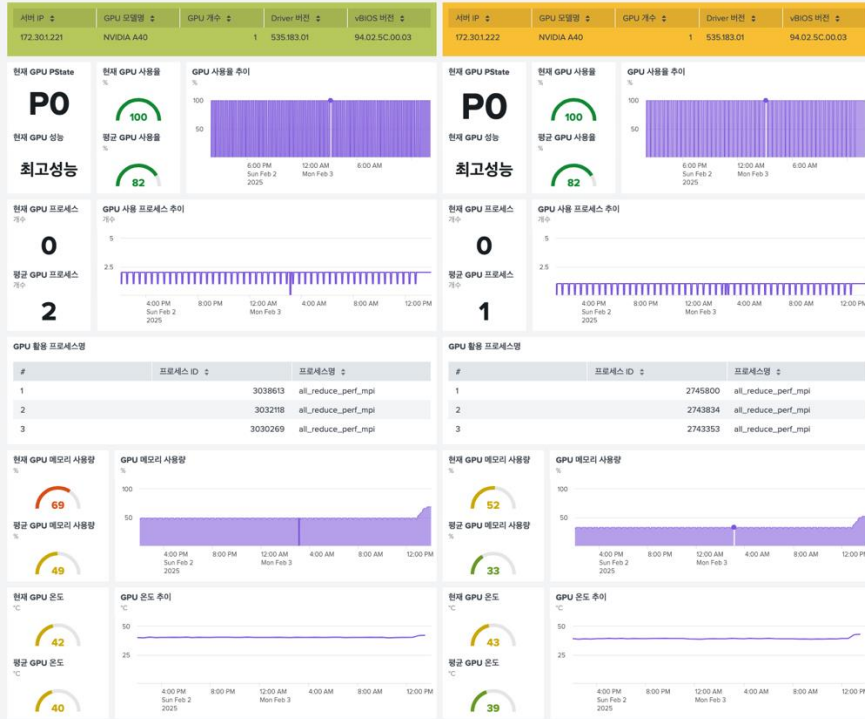 서버 IP GPU 모델명 GPU 개수 Driver 버전 vBIOS 버전
172.30.1.221 NVIDIA A40 1 535.183.01 94.02.5C.00.03
현재 GPU PState 현재 GPU 사용율 GPU 사용율 추이
% %
P0 100 100
50
현재 GPU 성능 평균 GPU 사용율
%
최고성능 82
6:00 PM 12:00 AM 6:00 AM
Sun Feb 2 Mon Feb 3
2025
현재 GPU 프로세스 GPU 사용 프로세스 추이
개수 개수
0 5
2.5
평균 GPU 프로세스
개수
2
4:00 PM 8:00 PM 12:00 AM 4:00 AM 8:00 AM 12:00 PM
Sun Feb 2 Mon Feb 3
2025
GPU 활용 프로세스명
# 프로세스 ID 프로세스명
1 3038613 all_reduce_perf_mpi
2 3032118 all_reduce_perf_mpi
3 3030269 all_reduce_perf_mpi
현재 GPU 메모리 사용량 GPU 메모리 사용량
% %
69 100
50
평균 GPU 메모리 사용량
%
49
4:00 PM 8:00 PM 12:00 AM 4:00 AM 8:00 AM 12:00 PM
Sun Feb 2 Mon Feb 3
2025
현재 GPU 온도 GPU 온도 추이
°C °C
42 50
25
평균 GPU 온도
°C
40
4:00 PM 8:00 PM 12:00 AM 4:00 AM 8:00 AM 12:00 PM
Sun Feb 2 Mon Feb 3
2025
서버 IP GPU 모델명 GPU 개수 Driver 버전 vBIOS 버전
172.30.1.222 NVIDIA A40 1 535.183.01 94.02.5C.00.03
현재 GPU PState 현재 GPU 사용율 GPU 사용율 추이
% %
P0 100 100
50
현재 GPU 성능 평균 GPU 사용율
%
최고성능 82
6:00 PM 12:00 AM 6:00 AM
Sun Feb 2 Mon Feb 3
2025
현재 GPU 프로세스 GPU 사용 프로세스 추이
개수 개수
0 5
2.5
평균 GPU 프로세스
개수
1
4:00 PM 8:00 PM 12:00 AM 4:00 AM 8:00 AM 12:00 PM
Sun Feb 2 Mon Feb 3
2025
GPU 활용 프로세스명
# 프로세스 ID 프로세스명
1 2745800 all_reduce_perf_mpi
2 2743834 all_reduce_perf_mpi
3 2743353 all_reduce_perf_mpi
현재 GPU 메모리 사용량 GPU 메모리 사용량
% %
52 100
50
평균 GPU 메모리 사용량
%
33
4:00 PM 8:00 PM 12:00 AM 4:00 AM 8:00 AM 12:00 PM
Sun Feb 2 Mon Feb 3
2025
현재 GPU 온도 GPU 온도 추이
°C °C
43 50
25
평균 GPU 온도
°C
39
4:00 PM 8:00 PM 12:00 AM 4:00 AM 8:00 AM 12:00 PM
Sun Feb 2 Mon Feb 3
2025